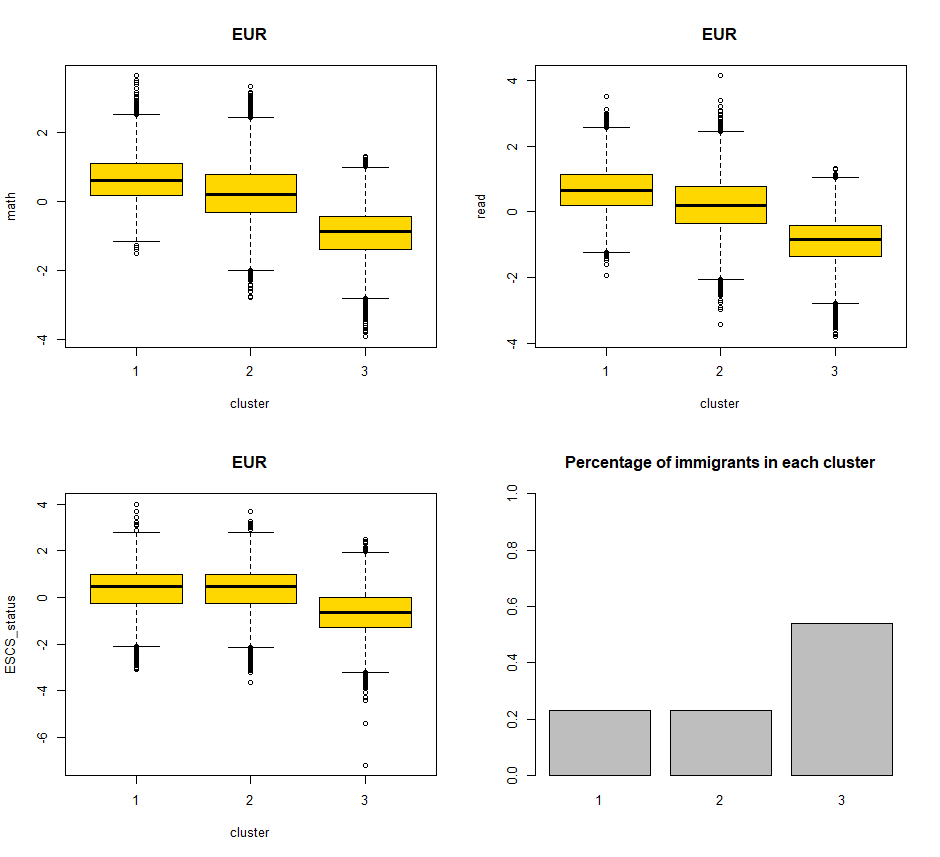 EUR
math
2
0
-2
-4
1 2 3
cluster
EUR
read
4
2
0
-2
-4
1 2 3
cluster
EUR
ESCS_status
4
2
0
-2
-4
-6
1 2 3
cluster
Percentage of immigrants in each cluster
1.0
0.8
0.6
0.4
0.2
0.0
1 2 3